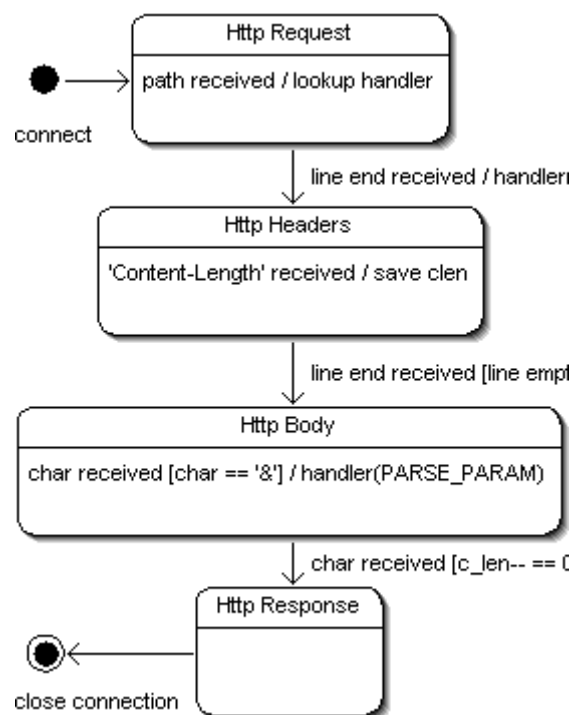 Http Request
path received / lookup handler
connect
line end received / handler
Http Headers
'Content-Length' received / save clen
line end received [line empt
Http Body
char received [char == '&'] / handler(PARSE_PARAM)
char received [c_len-- == 0
Http Response
close connection